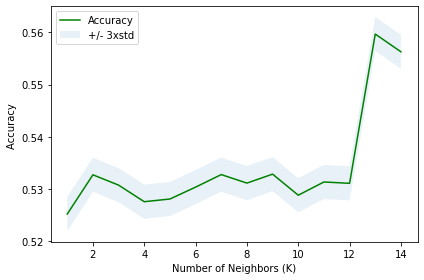 Accuracy
+/- 3xstd
0.56
0.55
0.54
0.53
0.52
Accuracy
2 4 6 8 10 12 14
Number of Neighbors (K)